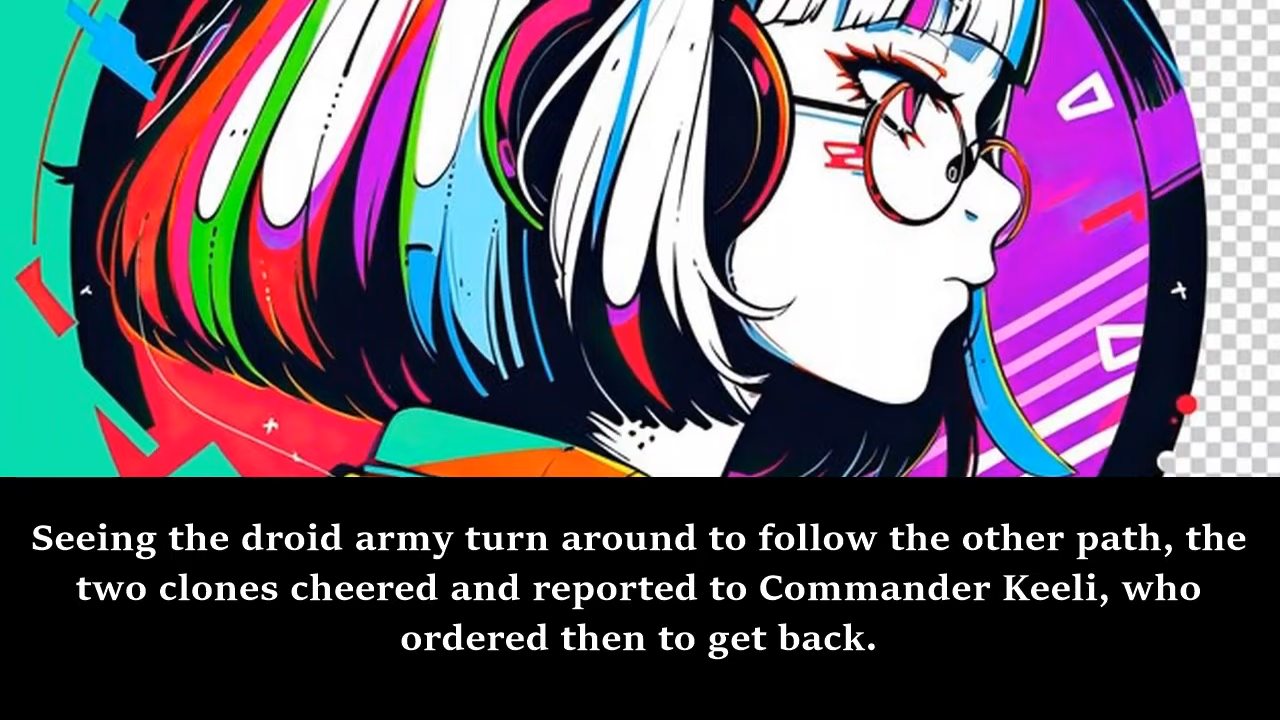 Seeing the droid army turn around to follow the other path, the
two clones cheered and reported to Commander Keeli, who
ordered then to get back.